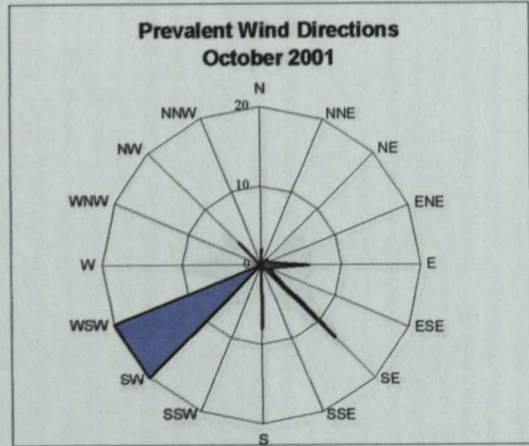 Prevalent Wind Directions
October 2001
N
NNE
NE
ENE
E
ESE
SE
SSE
S
SSW
SW
WSW
W
WNW
NW
NNW
20
10
0